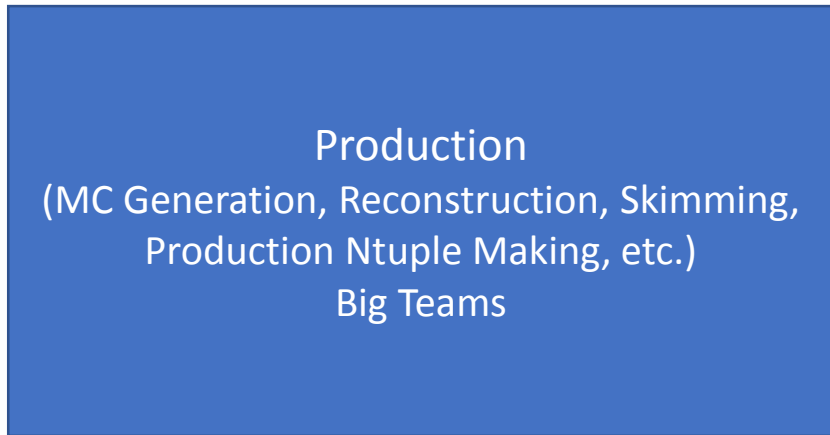 Production
(MC Generation, Reconstruction, Skimming,
Production Ntuple Making, etc.)
Big Teams